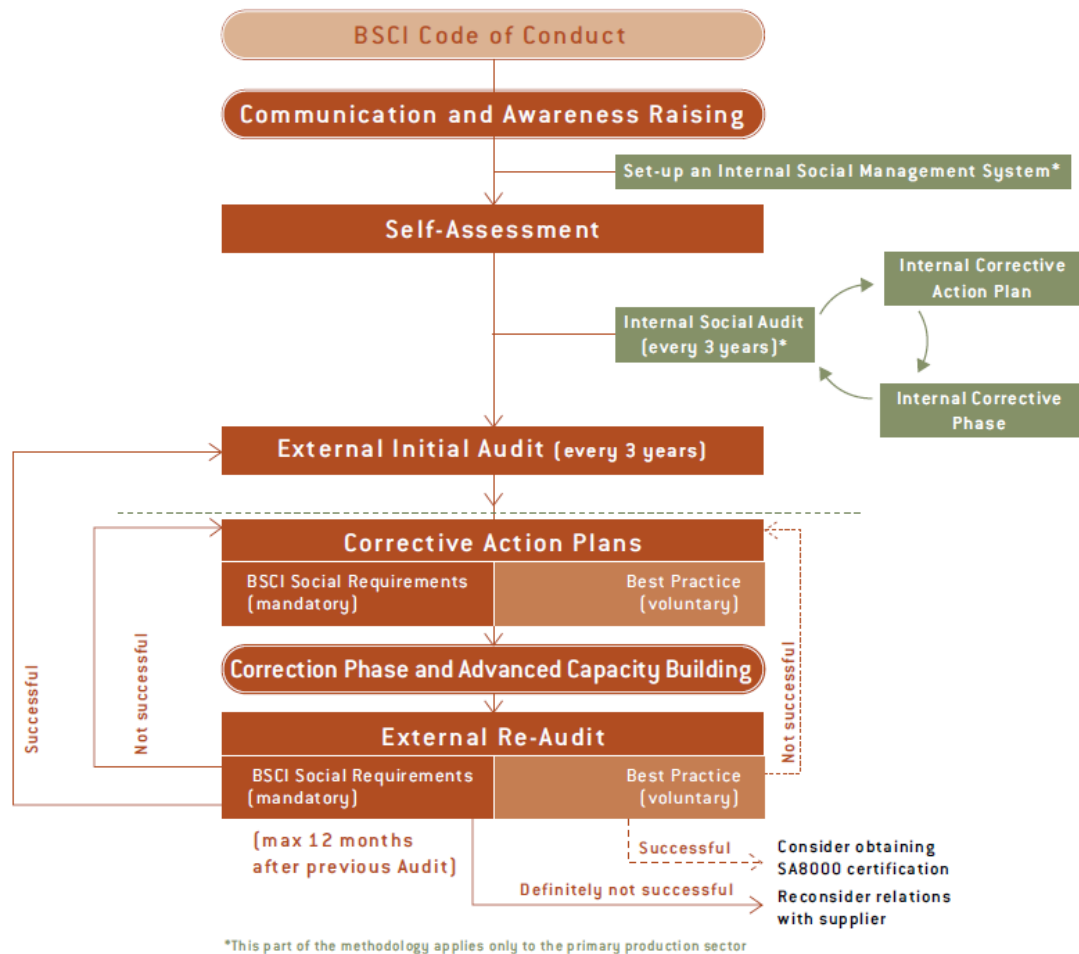 BSCI Code of Conduct
Communication and Awareness Raising
Set-up an Internal Social Management System*
Self-Assessment
Internal Corrective
Action Plan
Internal Social Audit
(every 3 years)*
Internal Corrective
Phase
External Initial Audit (every 3 years)
Corrective Action Plans
BSCI Social Requirements
(mandatory)
Best Practice
(voluntary)
Correction Phase and Advanced Capacity Building
Successful
Not successful
Not successful
External Re-Audit
BSCI Social Requirements
(mandatory)
Best Practice
(voluntary)
(max 12 months
after previous Audit)
Successful
Consider obtaining
SA8000 certification
Definitely not successful
Reconsider relations
with supplier
*This part of the methodology applies only to the primary production sector